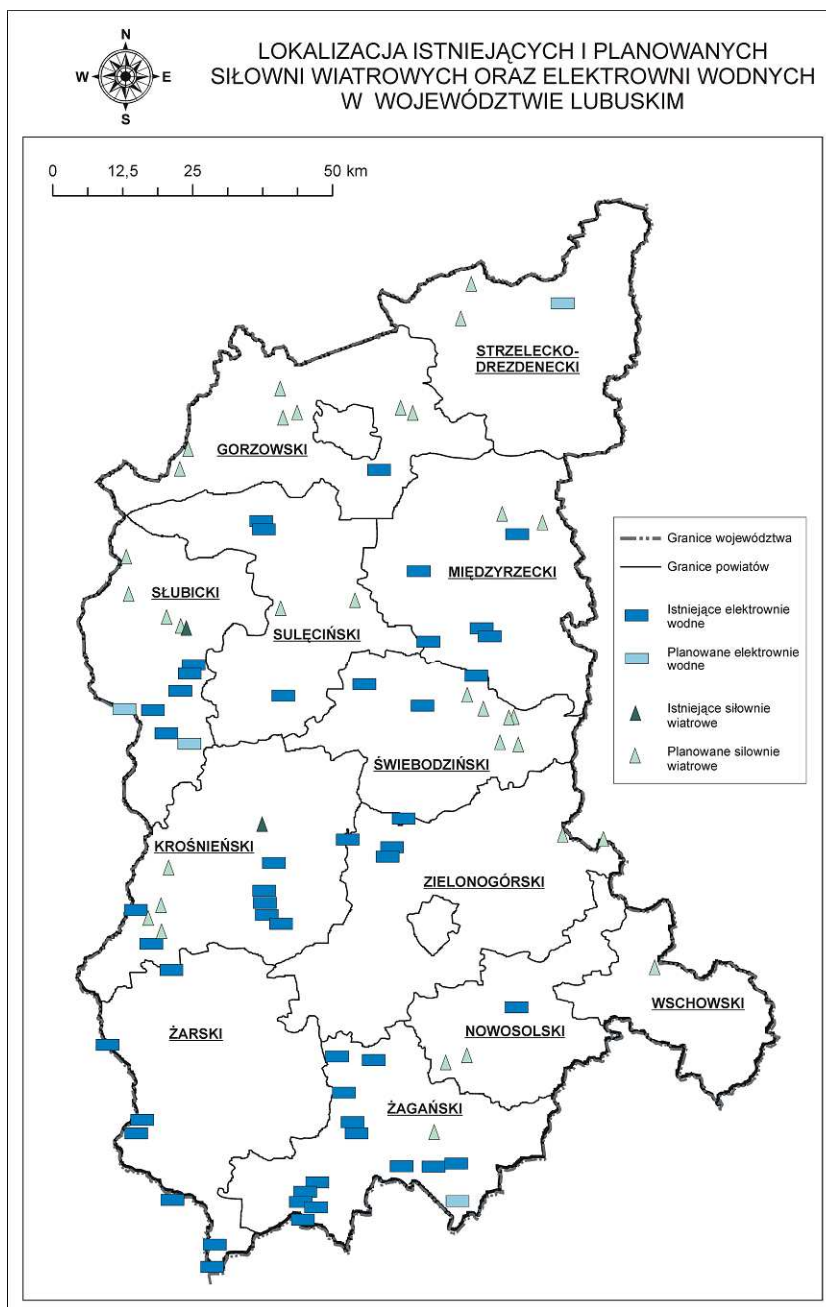 N
W E
S
LOKALIZACJA ISTNIEJĄCYCH I PLANOWANYCH
SIŁOWNI WIATROWYCH ORAZ ELEKTROWNI WODNYCH
W WOJEWÓDZTWIE LUBUSKIM
0 12,5 25 50 km
STRZELECKO-
DREZDENECKI
GORZOWSKI
MIĘDZYRZECKI
SŁUBICKI
SULĘCIŃSKI
ŚWIEBODZIŃSKI
KROŚNIEŃSKI
ZIELONOGÓRSKI
WSCHOWSKI
NOWOSOLSKI
ŻARSKI
ŻAGAŃSKI
Granice województwa
Granice powiatów
Istniejące elektrownie
wodne
Planowane elektrownie
wodne
Istniejące siłownie
wiatrowe
Planowane silownie
wiatrowe